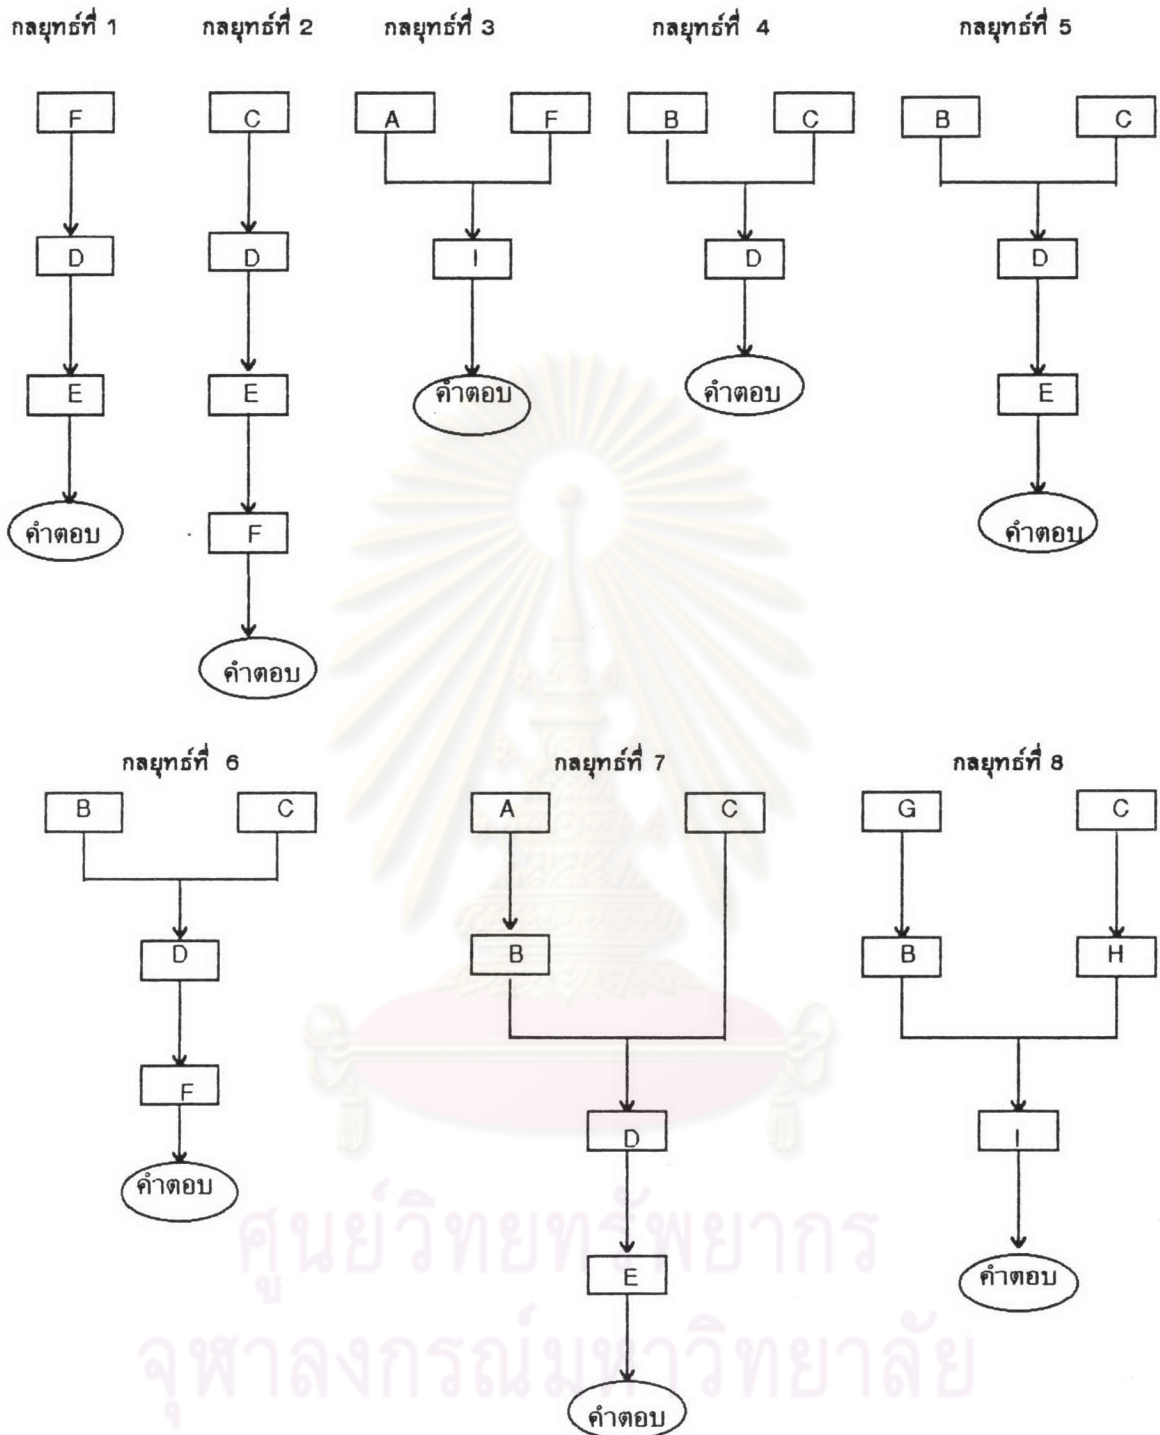 กลยุทธ์ที่ 1 กลยุทธ์ที่ 2 กลยุทธ์ที่ 3 กลยุทธ์ที่ 4 กลยุทธ์ที่ 5
F C A F B C B C
D D I D D
E E คำตอบ คำตอบ E
คำตอบ F คำตอบ
คำตอบ
กลยุทธ์ที่ 6 กลยุทธ์ที่ 7 กลยุทธ์ที่ 8
B C A C G C
D B B H
F D I
คำตอบ E คำตอบ
คำตอบ
ศูนย์วิทยทรัพยากร
จุฬาลงกรณ์มหาวิทยาลัย